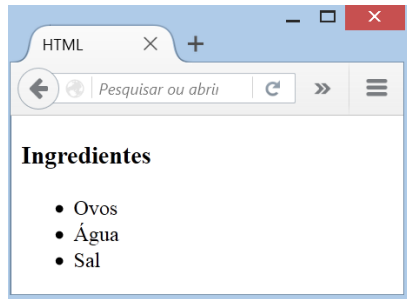 HTML
Pesquisar ou abrir
Ingredientes
• Ovos
• Água
• Sal